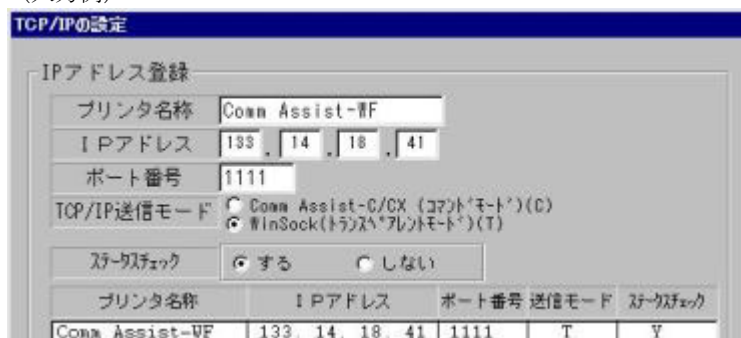 (入力例)
TCP/IPの設定
IPアドレス登録
プリンタ名称 Comm Assist-WF
IPアドレス 133 . 14 . 18 . 41
ポート番号 1111
TCP/IP送信モード Comm Assist-C/CX (コマンドモード)(C)
WinSock(トランスペアレントモード)(T)
ステータスチェック する しない
プリンタ名称 IPアドレス ポート番号 送信モード ステータスチェック
Comm Assist-WF 133. 14. 18. 41 1111 T Y